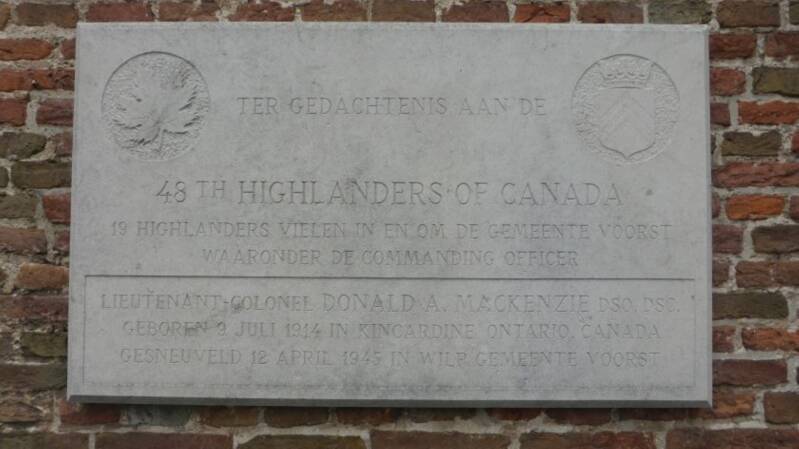 TER GEDACHTENIS AAN DE
48TH HIGHLANDERS OF CANADA
19 HIGHLANDERS VIELEN IN EN OM DE GEMEENTE VOORST
WAARONDER DE COMMANDING OFFICER
LIEUTENANT-COLONEL DONALD A. MACKENZIE DSO, DSC.
GEBOREN 9 JULI 1914 IN KINCARDINE ONTARIO, CANADA
GESNEUVELD 12 APRIL 1945 IN WILP GEMEENTE VOORST